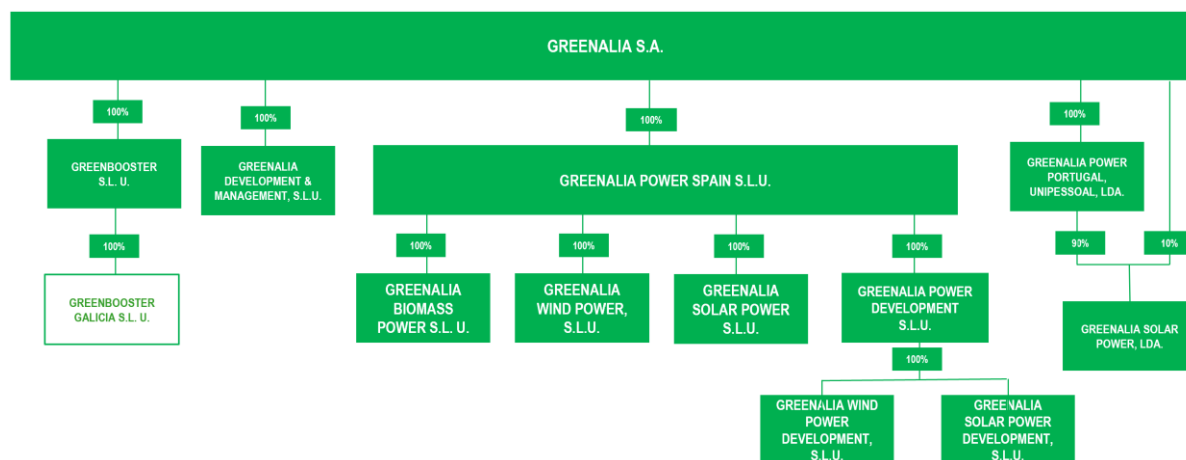 GREENALIA S.A.
100%
100%
100%
100%
GREENBOOSTER
S.L. U.
GREENALIA
DEVELOPMENT &
MANAGEMENT, S.L.U.
GREENALIA POWER SPAIN S.L.U.
GREENALIA POWER
PORTUGAL,
UNIPESSOAL, LDA.
100%
100%
100%
100%
100%
90%
10%
GREENBOOSTER
GALICIA S.L. U.
GREENALIA
BIOMASS
POWER S.L. U.
GREENALIA
WIND POWER,
S.L.U.
GREENALIA
SOLAR POWER
S.L.U.
GREENALIA POWER
DEVELOPMENT
S.L.U.
GREENALIA SOLAR
POWER, LDA.
100%
GREENALIA WIND
POWER
DEVELOPMENT,
S.L.U.
GREENALIA
SOLAR POWER
DEVELOPMENT,
S.L.U.